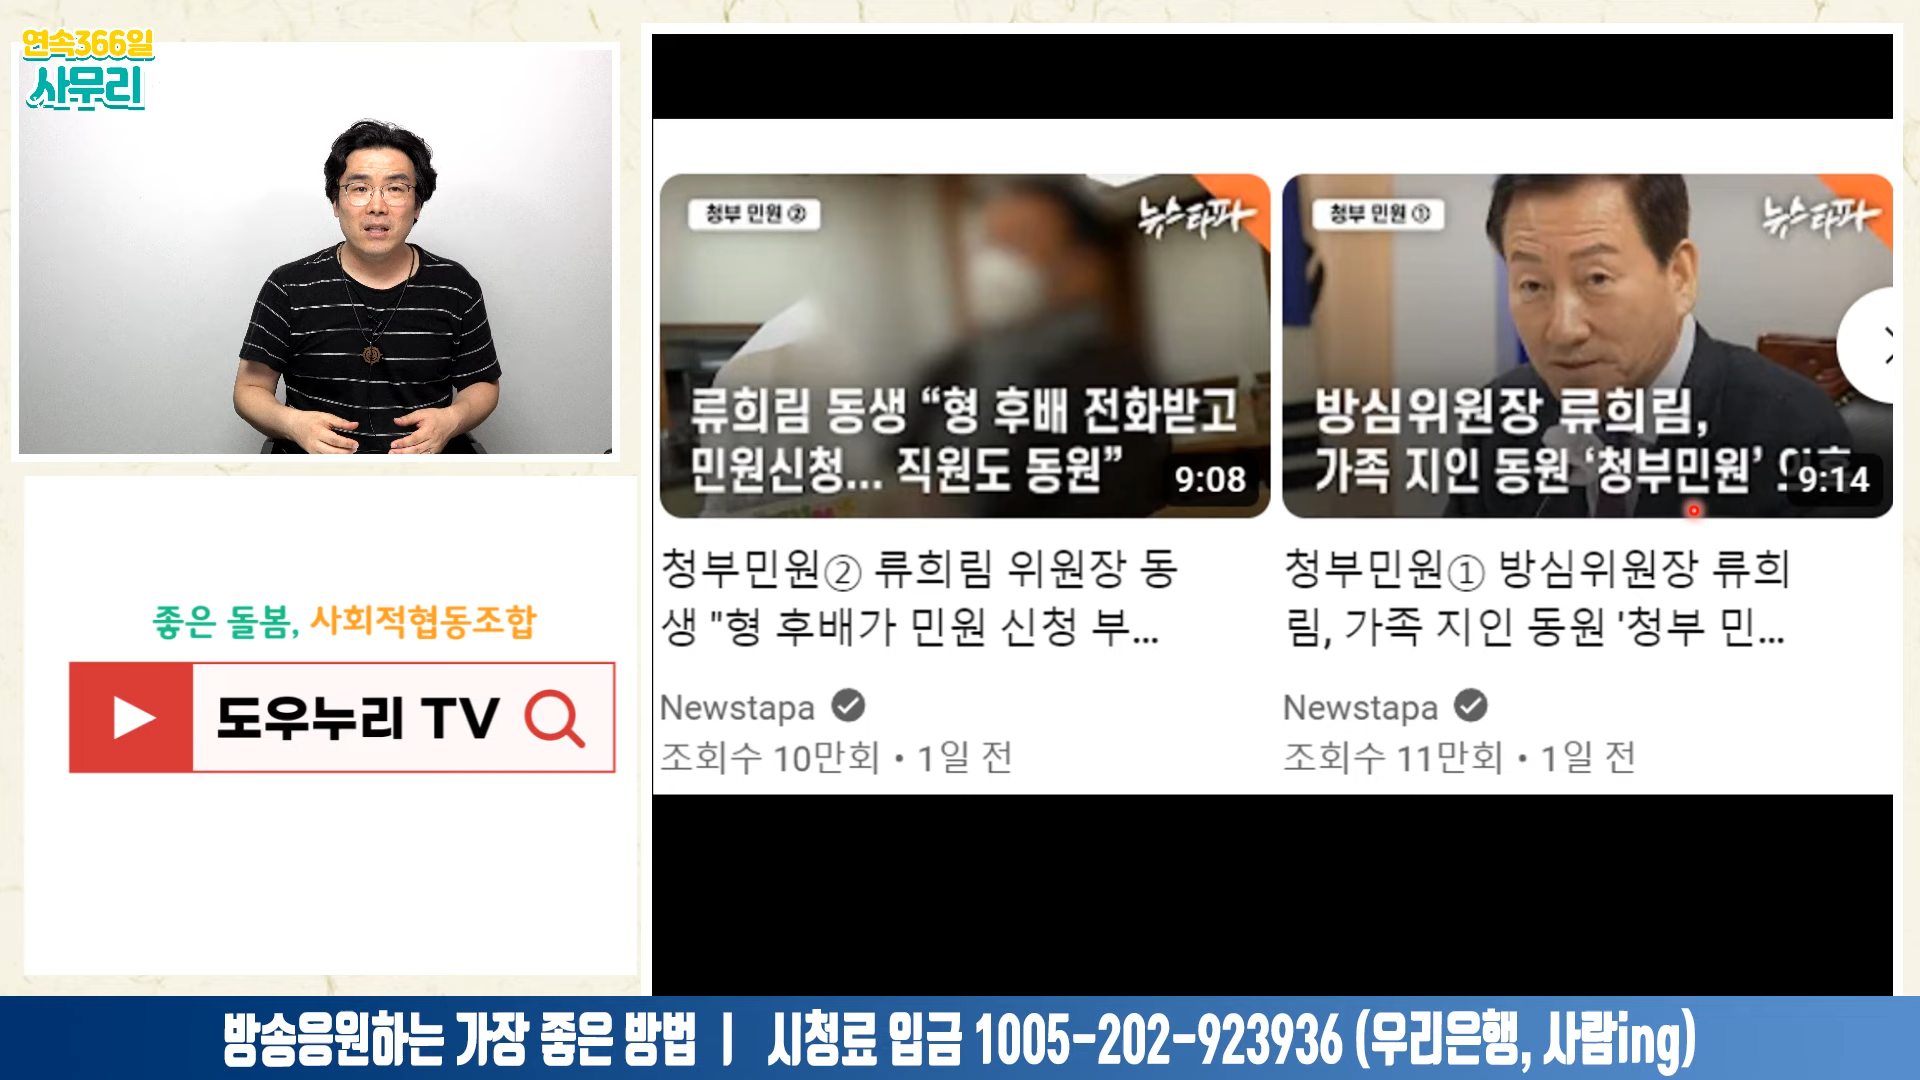 연속366일
사무리
청부 민원 ②
뉴스타파
류희림 동생 “형 후배 전화받고
민원신청... 직원도 동원”
9:08
청부 민원 ①
뉴스타파
방심위원장 류희림,
가족 지인 동원 ‘청부민원’
9:14
청부민원② 류희림 위원장 동
생 "형 후배가 민원 신청 부...
Newstapa
조회수 10만회 • 1일 전
청부민원① 방심위원장 류희
림, 가족 지인 동원 '청부 민...
Newstapa
조회수 11만회 • 1일 전
좋은 돌봄, 사회적협동조합
도우누리 TV
방송응원하는 가장 좋은 방법 | 시청료 입금 1005-202-923936 (우리은행, 사람ing)